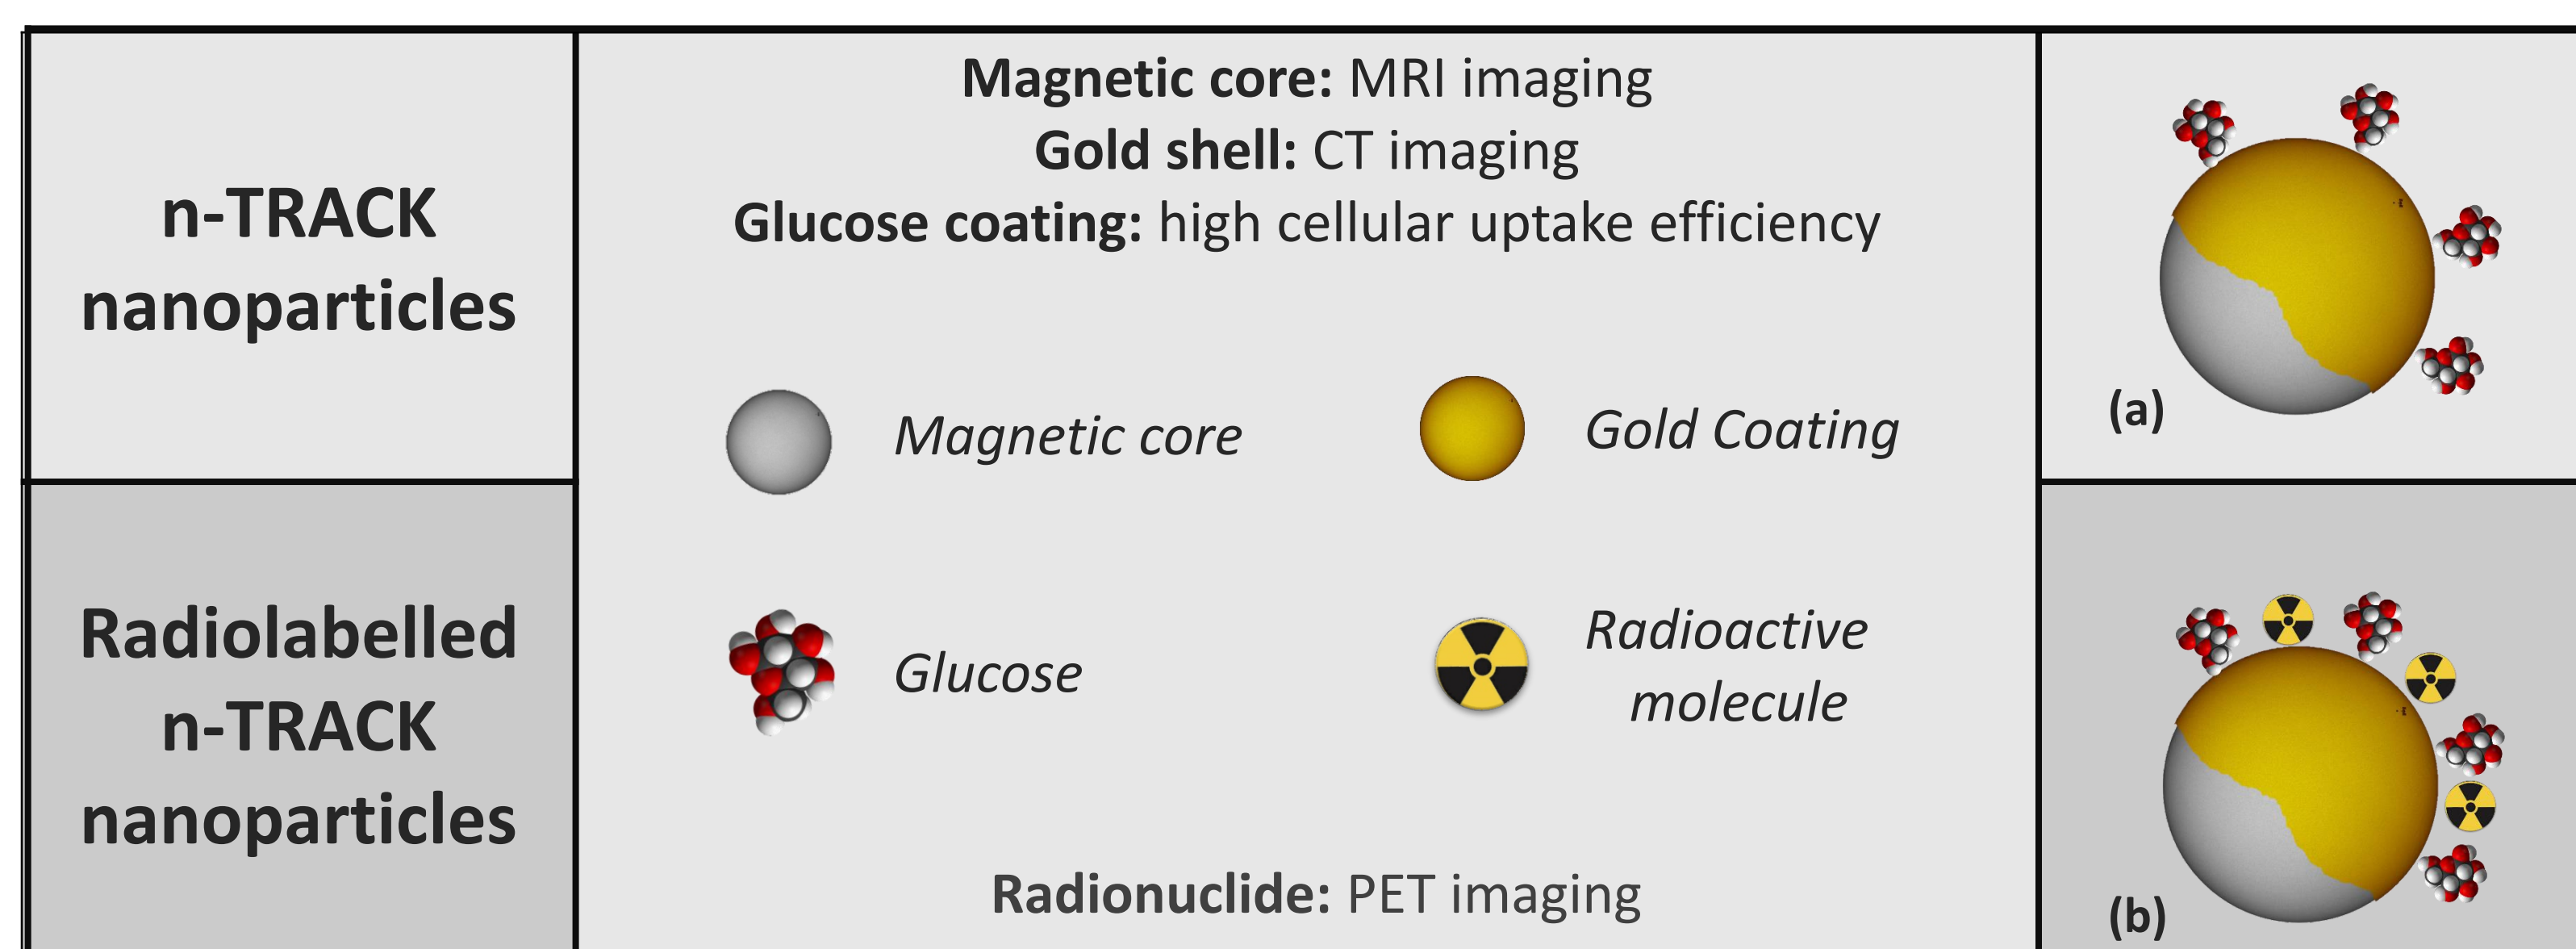 n-TRACK
nanoparticles
Magnetic core: MRI imaging
Gold shell: CT imaging
Glucose coating: high cellular uptake efficiency
Magnetic core
Gold Coating
(a)
Radiolabelled
n-TRACK
nanoparticles
Glucose
Radioactive
molecule
Radionuclide: PET imaging
(b)